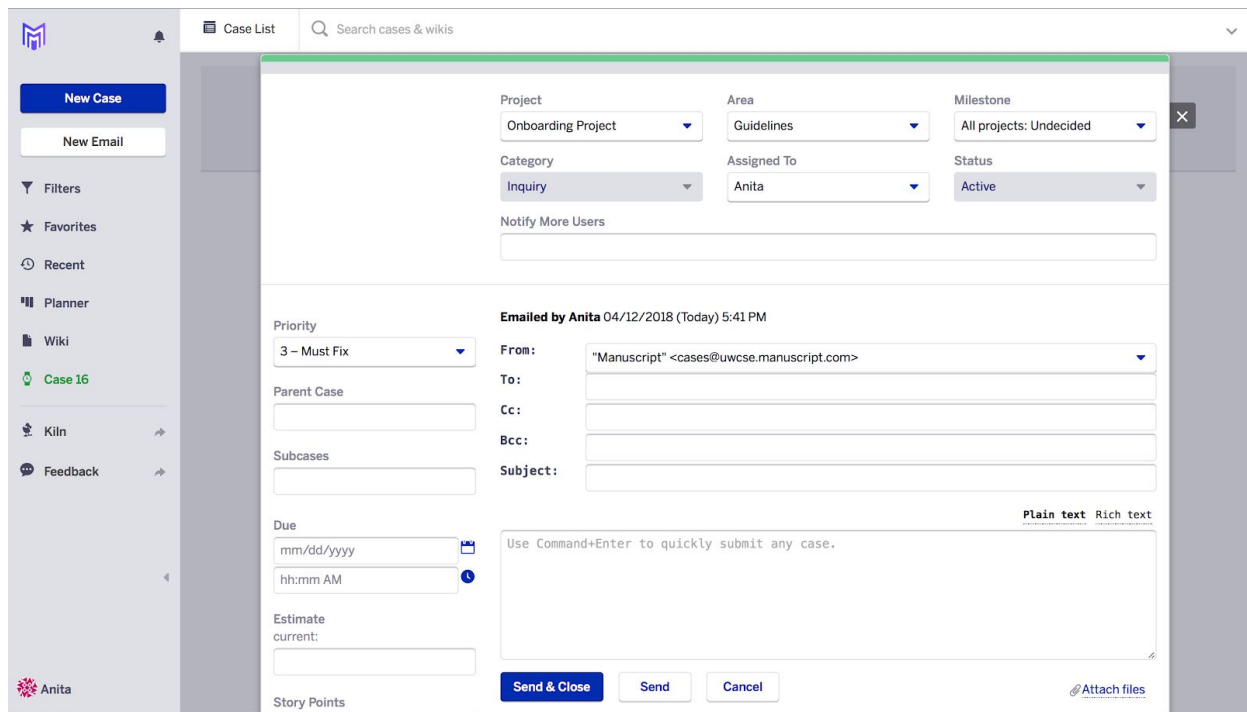 Case List
Search cases & wikis
New Case
New Email
Filters
Favorites
Recent
Planner
Wiki
Case 16
Kiln
Feedback
Anita
Project
Area
Milestone
Onboarding Project
Guidelines
All projects: Undecided
Category
Assigned To
Status
Inquiry
Anita
Active
Notify More Users
Priority
3 – Must Fix
Parent Case
Subcases
Due
mm/dd/yyyy
hh:mm AM
Estimate
current:
Story Points
Emailed by Anita 04/12/2018 (Today) 5:41 PM
From: "Manuscript" <cases@uwcse.manuscript.com>
To:
Cc:
Bcc:
Subject:
Plain text Rich text
Use Command+Enter to quickly submit any case.
Send & Close
Send
Cancel
Attach files